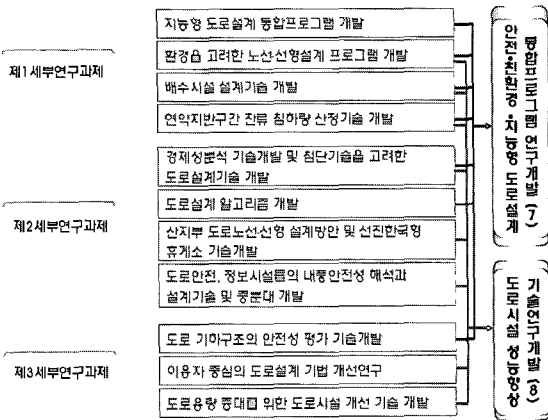 제1세부연구과제
지능형 도로설계 통합프로그램 개발
환경을 고려한 노선·선형설계 프로그램 개발
배수시설 설계기술 개발
연약지반구간 잔류 침하량 산정기술 개발
제2세부연구과제
경제성분석 기술개발 및 첨단기술을 고려한
도로설계기술 개발
도로설계 알고리즘 개발
산지부 도로노선·선형 설계방안 및 선진한국형
휴게소 기술개발
도로안전, 정보시설물의 내풍안전성 해석과
설계기술 및 중분대 개발
제3세부연구과제
도로 기하구조의 안전성 평가 기술개발
이용자 중심의 도로설계 기법 개선연구
도로용량 증대를 위한 도로시설 개선 기술 개발
안전·친환경·지능형 도로설계
통합프로그램 연구개발 (7)
도로시설 성능향상
기술연구개발 (8)